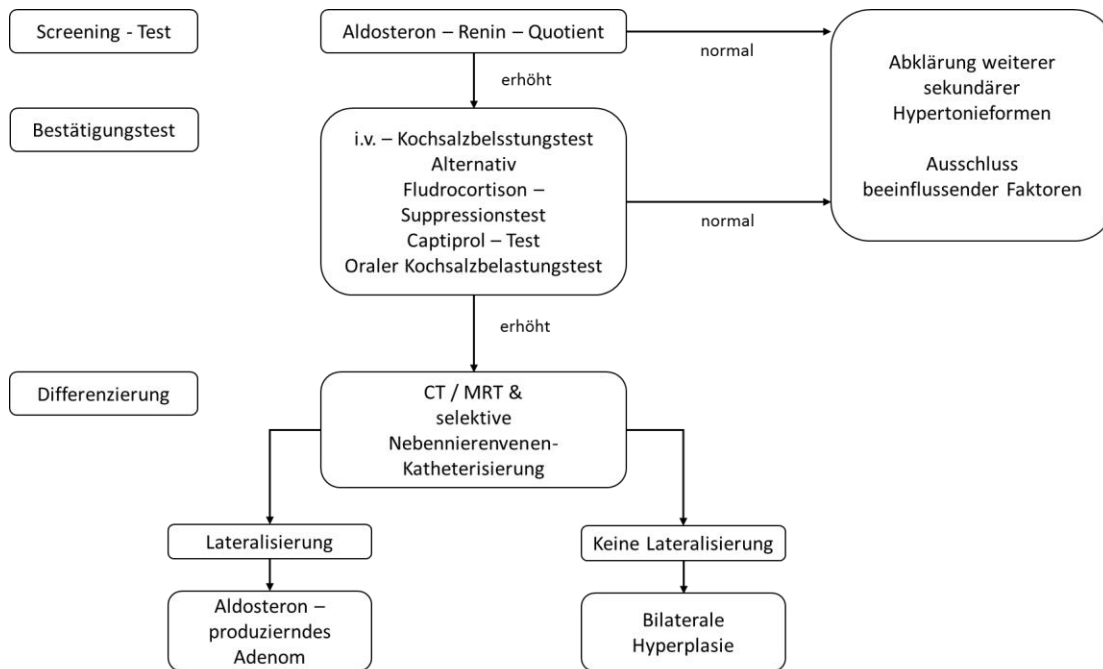 Screening - Test
Aldosteron – Renin – Quotient
normal
erhöht
Abklärung weiterer
sekundärer
Hypertonieformen
Ausschluss
beeinflussender Faktoren
Bestätigungstest
i.v. – Kochsalzbelsstungstest
Alternativ
Fludrocortison –
Suppressionstest
Captiprol – Test
Oraler Kochsalzbelastungstest
normal
erhöht
Differenzierung
CT / MRT &
selektive
Nebennierenvenen-
Katheterisierung
Lateralisierung
Keine Lateralisierung
Aldosteron –
produzierndes
Adenom
Bilaterale
Hyperplasie